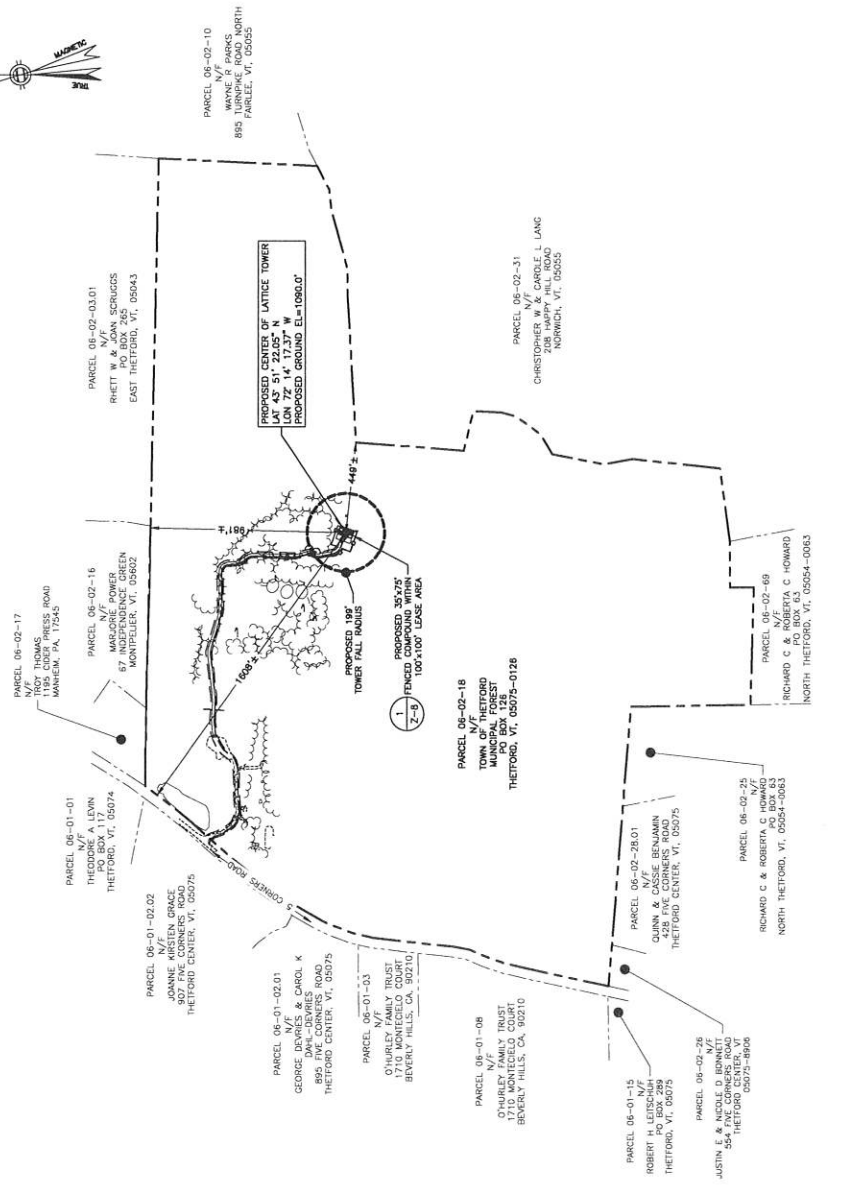 MAGNETIC
TRUE
PARCEL 06-02-10
N/F
WAYNE R PARKS
895 TURNPIKE ROAD NORTH
FAIRLEE, VT, 05055
PARCEL 06-02-03.01
N/F
RHETT W & JOAN SCRUGGS
PO BOX 265
EAST THETFORD, VT, 05043
PARCEL 06-02-17
N/F
TROY THOMAS
1195 CIDER PRESS ROAD
MANHEIM, PA, 17545
PARCEL 06-02-16
N/F
MARJORIE POWER
67 INDEPENDENCE GREEN
MONTPELIER, VT, 05602
PARCEL 06-01-01
N/F
THEODORE A LEVIN
PO BOX 117
THETFORD, VT, 05074
PARCEL 06-01-02.02
N/F
JOANNE KIRSTEN GRACE
907 FIVE CORNERS ROAD
THETFORD CENTER, VT, 05075
PARCEL 06-01-02.01
N/F
GEORGE DEVRIES & CAROL K
DAHL-DEVRIES
895 FIVE CORNERS ROAD
THETFORD CENTER, VT, 05075
PARCEL 06-01-03
N/F
O'HURLEY FAMILY TRUST
1710 MONTECIELO COURT
BEVERLY HILLS, CA, 90210
PARCEL 06-01-08
N/F
O'HURLEY FAMILY TRUST
1710 MONTECIELO COURT
BEVERLY HILLS, CA, 90210
5 CORNERS ROAD
PROPOSED CENTER OF LATTICE TOWER
LAT 43° 51' 22.05" N
LON 72° 14' 17.37" W
PROPOSED GROUND EL=1090.0'
981'±
449'±
1608'±
PROPOSED 199'
TOWER FALL RADIUS
1
Z-8
PROPOSED 35'x75'
FENCED COMPOUND WITHIN
100'x100' LEASE AREA
PARCEL 06-02-18
N/F
TOWN OF THETFORD
MUNICIPAL FOREST
PO BOX 126
THETFORD, VT, 05075-0126
PARCEL 06-02-31
N/F
CHRISTOPHER W & CAROLE L LANG
208 HAPPY HILL ROAD
NORWICH, VT, 05055
PARCEL 06-02-69
N/F
RICHARD C & ROBERTA C HOWARD
PO BOX 63
NORTH THETFORD, VT, 05054-0063
PARCEL 06-02-25
N/F
RICHARD C & ROBERTA C HOWARD
PO BOX 63
NORTH THETFORD, VT, 05054-0063
PARCEL 06-02-28.01
N/F
QUINN & CASSIE BENJAMIN
428 FIVE CORNERS ROAD
THETFORD CENTER, VT, 05075
PARCEL 06-02-26
N/F
JUSTIN E & NICOLE D BONNETT
554 FIVE CORNERS ROAD
THETFORD CENTER, VT
05075-8906
PARCEL 06-01-15
N/F
ROBERT H LEITSCHUH
PO BOX 289
THETFORD, VT, 05075